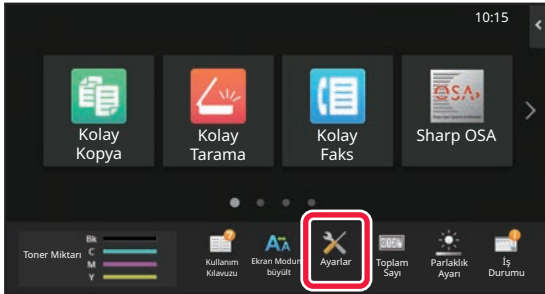 10:15
OSA
Kolay
Kopya
Kolay
Tarama
Kolay
Faks
Sharp OSA
Toner Miktarı
Bk
C
M
Y
Kullanım
Kılavuzu
Ekran Modun
büyült
Ayarlar
Toplam
Sayı
Parlaklık
Ayarı
İş
Durumu